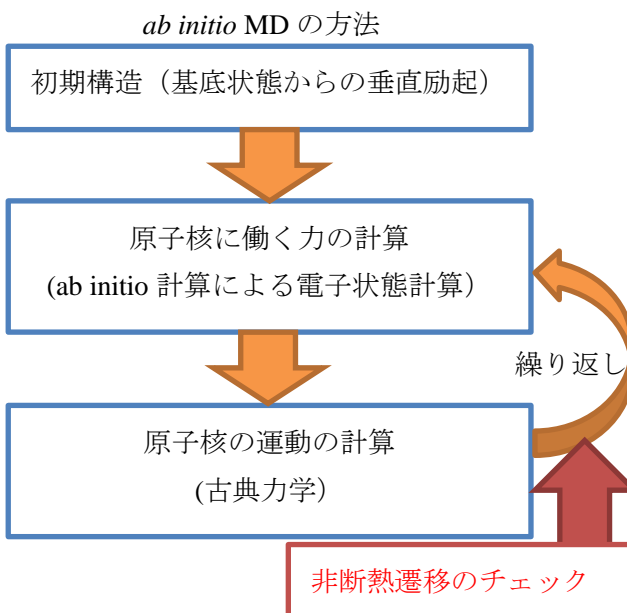 ab initio MD の方法
初期構造（基底状態からの垂直励起）
原子核に働く力の計算
(ab initio 計算による電子状態計算）
繰り返し
原子核の運動の計算
(古典力学）
非断熱遷移のチェック